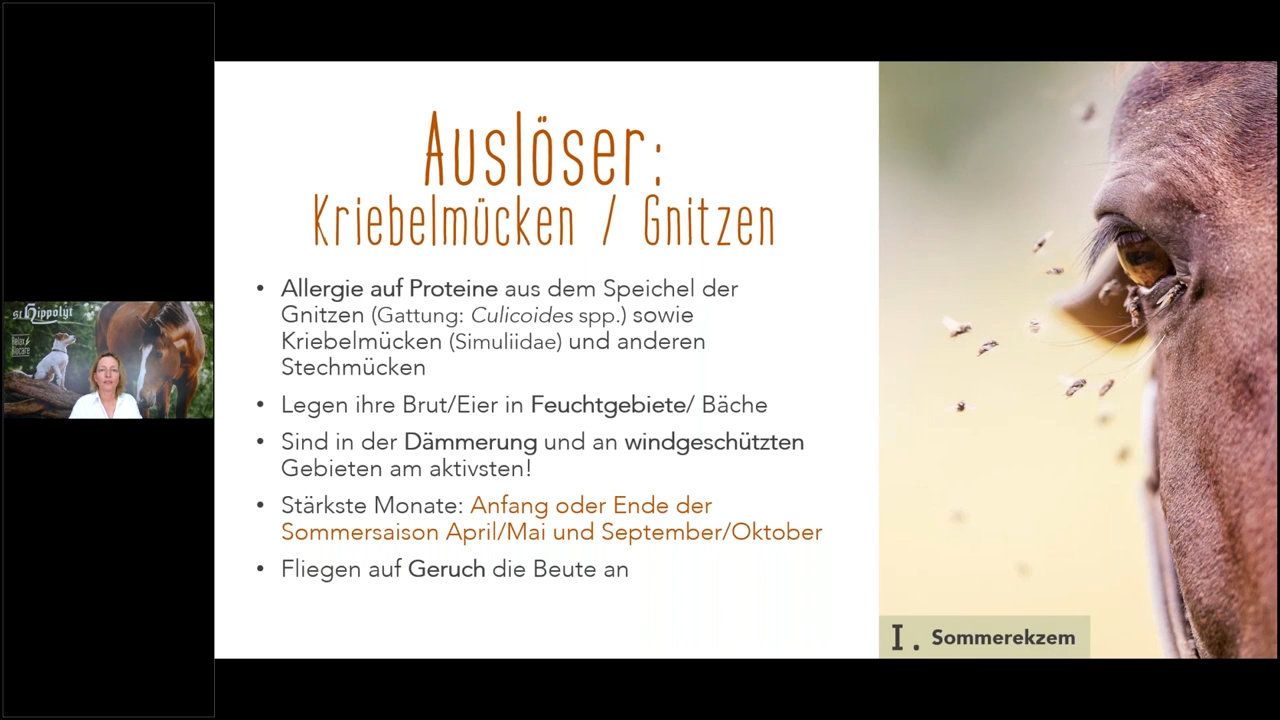 Auslöser:
Kriebelmücken / Gnitzen
• Allergie auf Proteine aus dem Speichel der
Gnitzen (Gattung: Culicoides spp.) sowie
Kriebelmücken (Simuliidae) und anderen
Stechmücken
• Legen ihre Brut/Eier in Feuchtgebiete/ Bäche
• Sind in der Dämmerung und an windgeschützten
Gebieten am aktivsten!
• Stärkste Monate: Anfang oder Ende der
Sommersaison April/Mai und September/Oktober
• Fliegen auf Geruch die Beute an
I. Sommerekzem
St. Hippolyt
Relax
Biocare